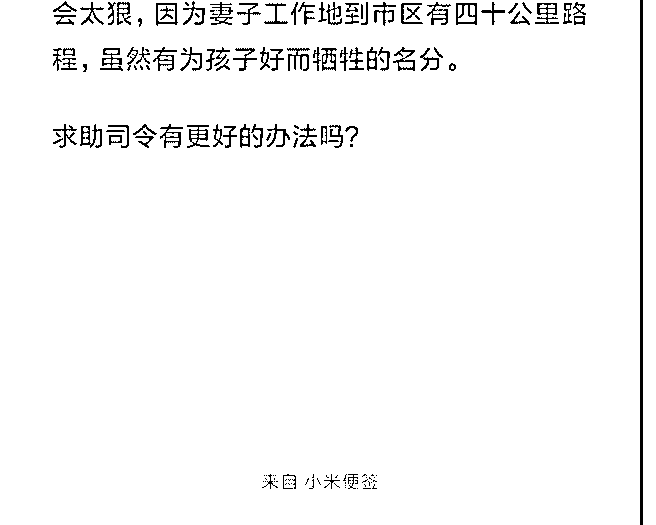 会太狠，因为妻子工作地到市区有四十公里路
程，虽然有为孩子好而牺牲的名分。
求助司令有更好的办法吗？
来自 小米便签